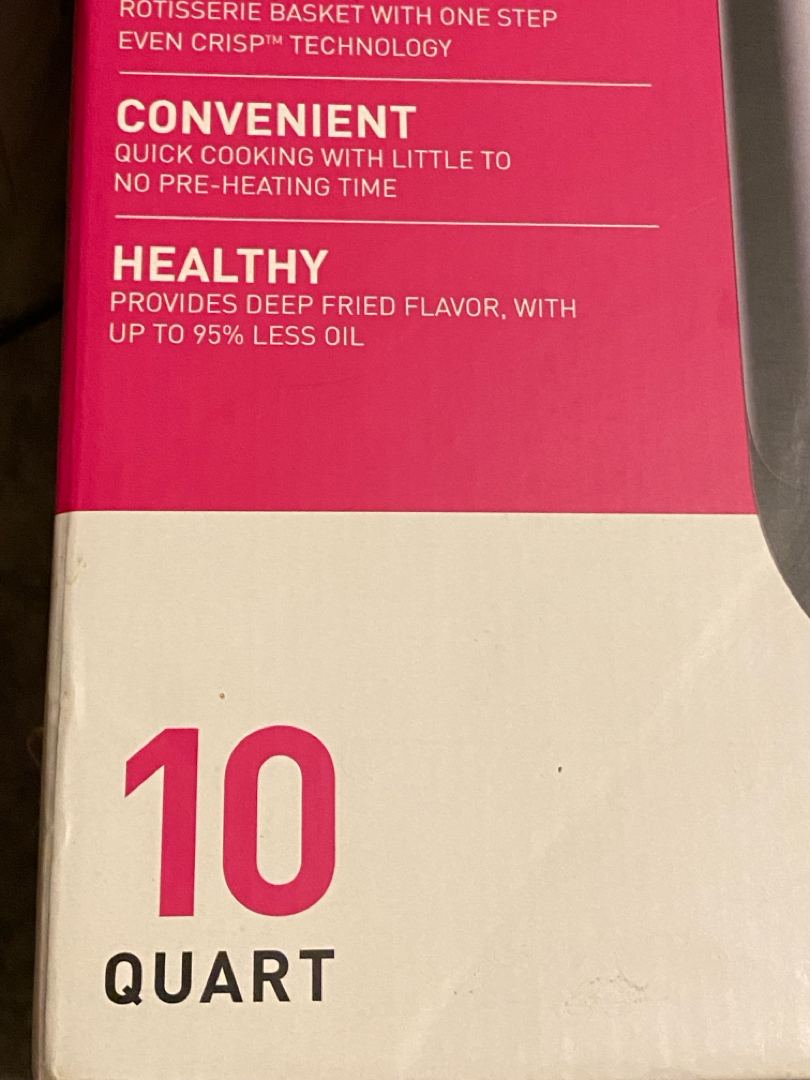 ROTISSERIE BASKET WITH ONE STEP
EVEN CRISP™ TECHNOLOGY
CONVENIENT
QUICK COOKING WITH LITTLE TO
NO PRE-HEATING TIME
HEALTHY
PROVIDES DEEP FRIED FLAVOR, WITH
UP TO 95% LESS OIL
10
QUART